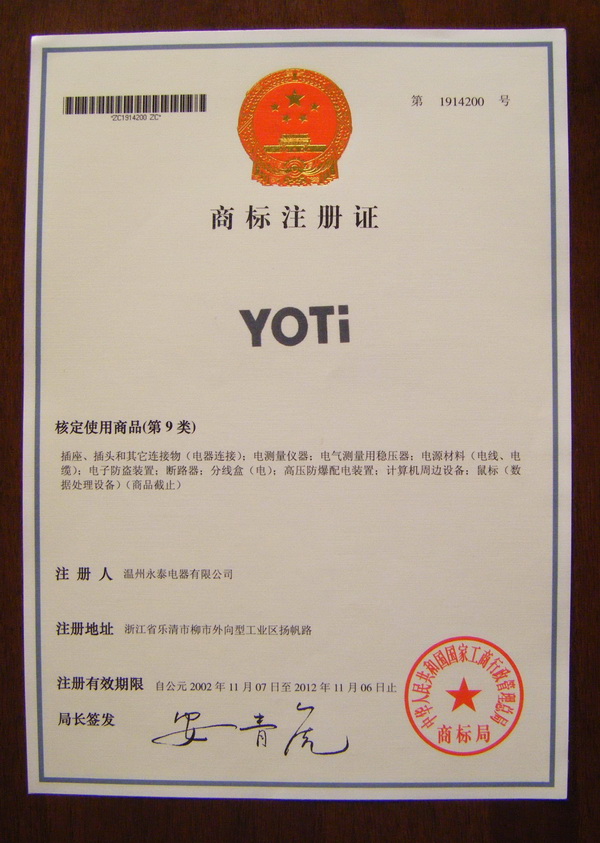 *ZC1914200 ZC*
第 1914200 号
商标注册证
YOTi
核定使用商品(第 9 类)
插座、插头和其它连接物（电器连接）；电测量仪器；电气测量用稳压器；电源材料（电线、电
缆）；电子防盗装置；断路器；分线盒（电）；高压防爆配电装置；计算机周边设备；鼠标（数
据处理设备）（商品截止）
注 册 人 温州永泰电器有限公司
注册地址 浙江省乐清市柳市外向型工业区扬帆路
注册有效期限 自公元 2002 年 11 月 07 日至 2012 年 11 月 06 日止
局长签发 安青虎
中华人民共和国国家工商行政管理总局
商标局